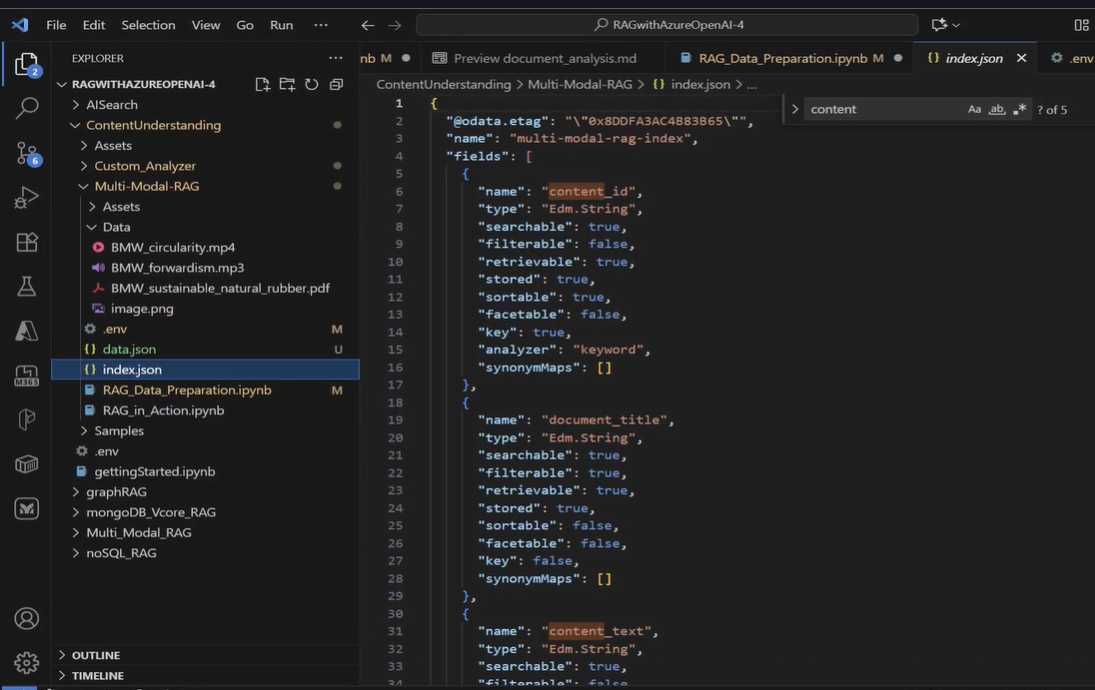 File Edit Selection View Go Run ··· RAGwithAzureOpenAI-4
EXPLORER ···
RAGWITHAZUREOPENAI-4
AISearch
ContentUnderstanding
Assets
Custom_Analyzer
Multi-Modal-RAG
Assets
Data
BMW_circularity.mp4
BMW_forwardism.mp3
BMW_sustainable_natural_rubber.pdf
image.png
.env M
data.json U
index.json
RAG_Data_Preparation.ipynb M
RAG_in_Action.ipynb
Samples
.env
gettingStarted.ipynb
graphRAG
mongoDB_Vcore_RAG
Multi_Modal_RAG
noSQL_RAG
OUTLINE
TIMELINE
2
6
M365
nb M Preview document_analysis.md RAG_Data_Preparation.ipynb M {} index.json .env
ContentUnderstanding > Multi-Modal-RAG > {} index.json > ...
content Aa ab .* ? of 5
1 {
2 "@odata.etag": "\"0x8DDFA3AC4B83B65\"",
3 "name": "multi-modal-rag-index",
4 "fields": [
5 {
6 "name": "content_id",
7 "type": "Edm.String",
8 "searchable": true,
9 "filterable": false,
10 "retrievable": true,
11 "stored": true,
12 "sortable": true,
13 "facetable": false,
14 "key": true,
15 "analyzer": "keyword",
16 "synonymMaps": []
17 },
18 {
19 "name": "document_title",
20 "type": "Edm.String",
21 "searchable": true,
22 "filterable": true,
23 "retrievable": true,
24 "stored": true,
25 "sortable": false,
26 "facetable": false,
27 "key": false,
28 "synonymMaps": []
29 },
30 {
31 "name": "content_text",
32 "type": "Edm.String",
33 "searchable": true,
34 "filterable": false